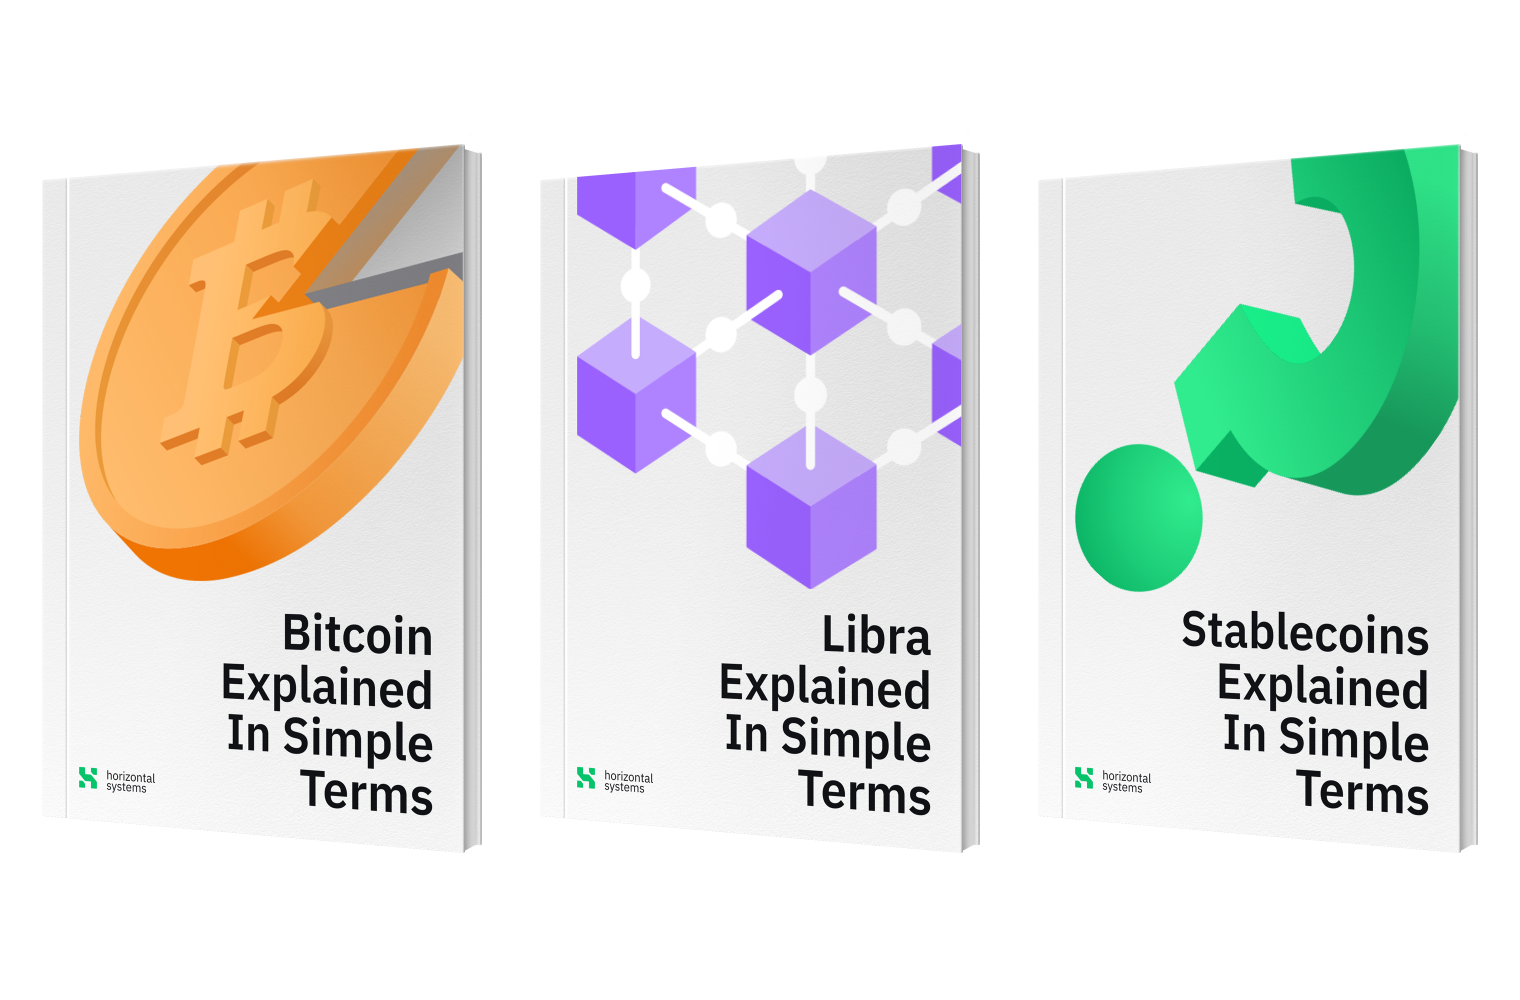 Bitcoin
Explained
In Simple
Terms
horizontal
systems
Libra
Explained
In Simple
Terms
horizontal
systems
Stablecoins
Explained
In Simple
Terms
horizontal
systems